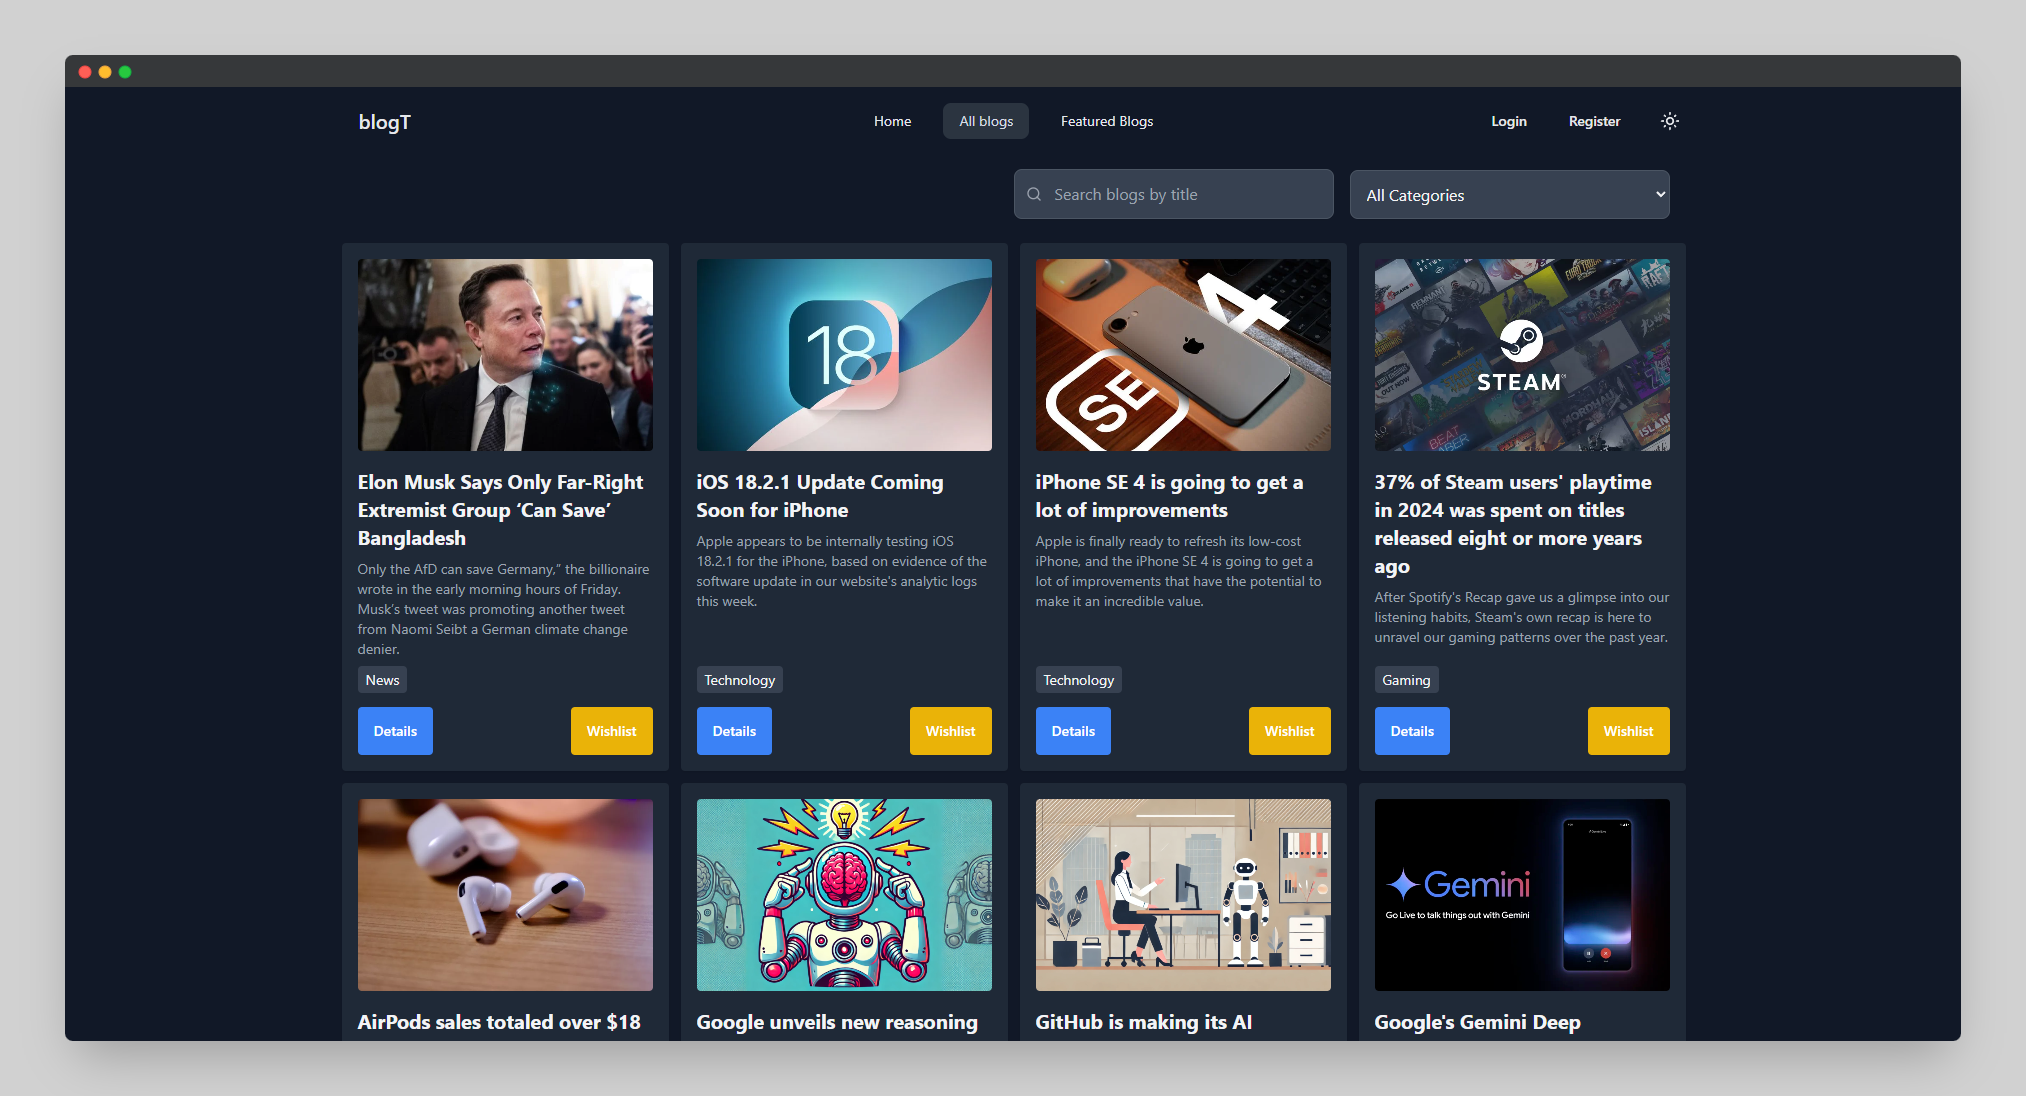 blogT
Home
All blogs
Featured Blogs
Login
Register
Search blogs by title
All Categories
18
4
SE
STEAM
Elon Musk Says Only Far-Right
Extremist Group ‘Can Save’
Bangladesh
Only the AfD can save Germany,” the billionaire
wrote in the early morning hours of Friday.
Musk’s tweet was promoting another tweet
from Naomi Seibt a German climate change
denier.
News
Details
Wishlist
iOS 18.2.1 Update Coming
Soon for iPhone
Apple appears to be internally testing iOS
18.2.1 for the iPhone, based on evidence of the
software update in our website's analytic logs
this week.
Technology
Details
Wishlist
iPhone SE 4 is going to get a
lot of improvements
Apple is finally ready to refresh its low-cost
iPhone, and the iPhone SE 4 is going to get a
lot of improvements that have the potential to
make it an incredible value.
Technology
Details
Wishlist
37% of Steam users' playtime
in 2024 was spent on titles
released eight or more years
ago
After Spotify's Recap gave us a glimpse into our
listening habits, Steam's own recap is here to
unravel our gaming patterns over the past year.
Gaming
Details
Wishlist
Gemini
Go Live to talk things out with Gemini
AirPods sales totaled over $18
Google unveils new reasoning
GitHub is making its AI
Google's Gemini Deep